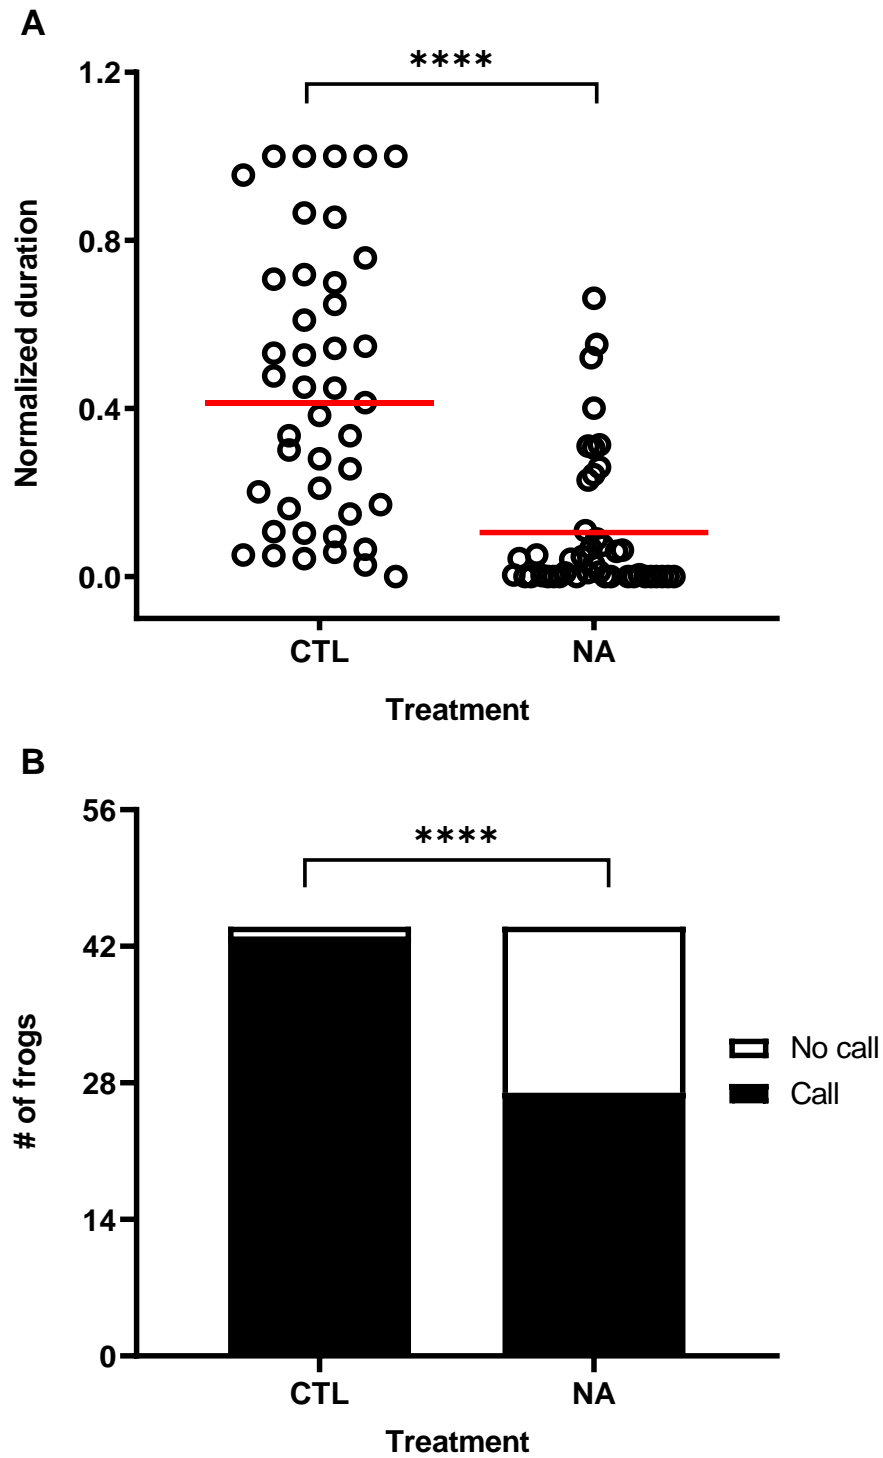 A
****
1.2
0.8
0.4
0.0
Normalized duration
CTL NA
Treatment
B
****
56
42
28
14
0
# of frogs
No call
Call
CTL NA
Treatment